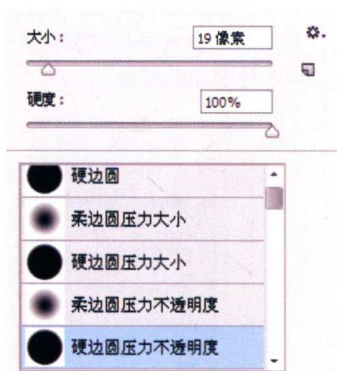 大小：
19 像素
硬度：
100%
硬边圆
柔边圆压力大小
硬边圆压力大小
柔边圆压力不透明度
硬边圆压力不透明度